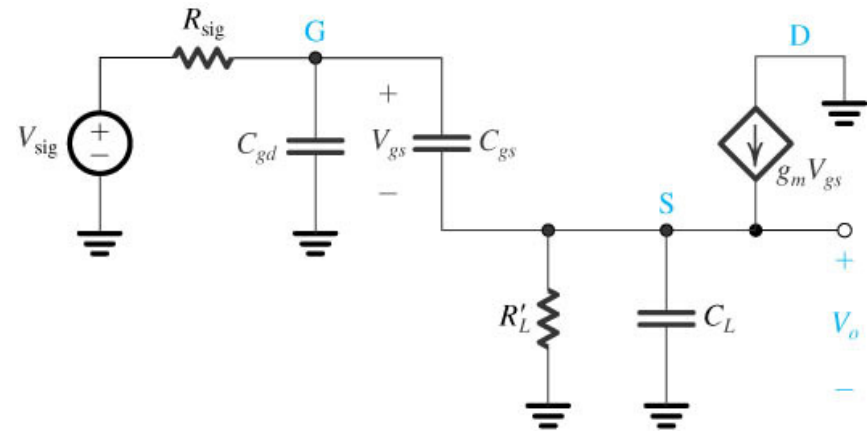 R_sig
G
D
+
−
V_sig
C_gd
+
V_gs
−
C_gs
g_m V_gs
S
R'_L
C_L
+
V_o
−